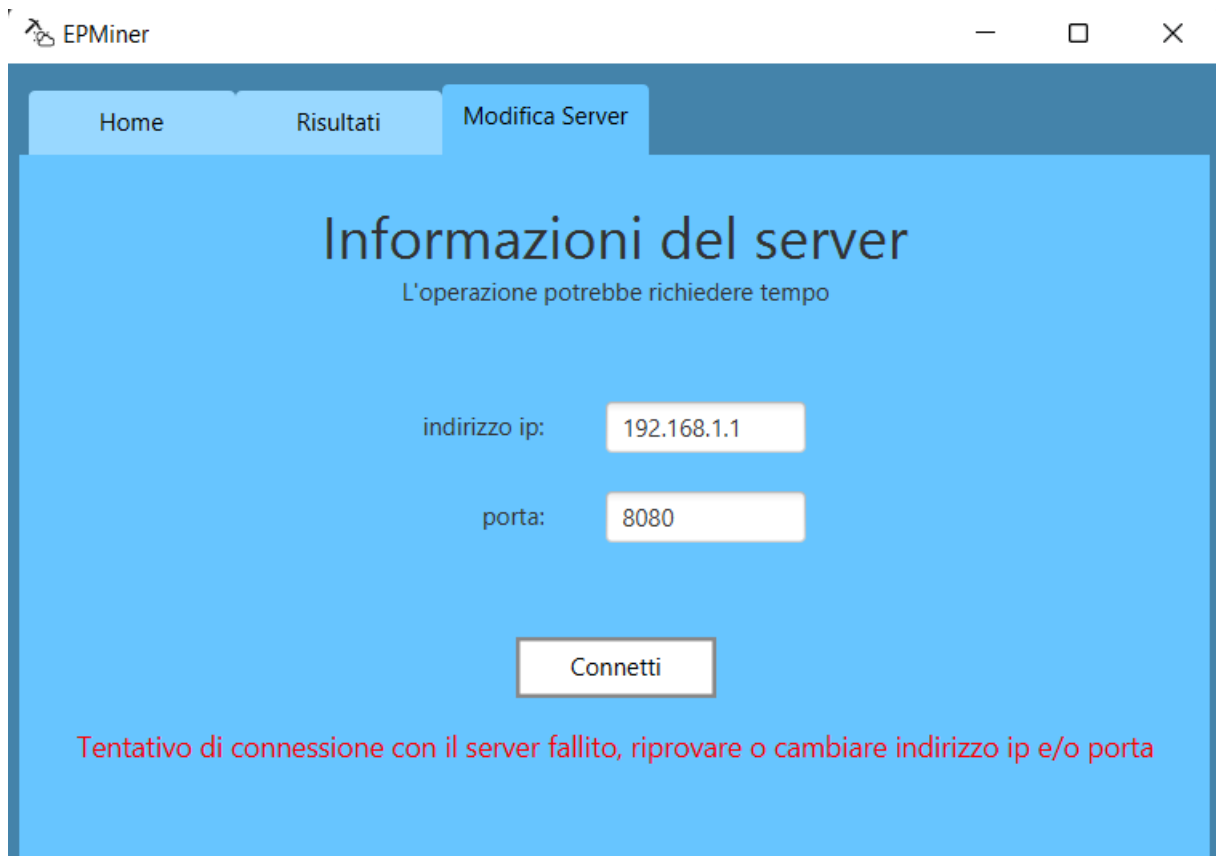 EPMiner
Home Risultati Modifica Server
Informazioni del server
L'operazione potrebbe richiedere tempo
indirizzo ip: 192.168.1.1
porta: 8080
Connetti
Tentativo di connessione con il server fallito, riprovare o cambiare indirizzo ip e/o porta